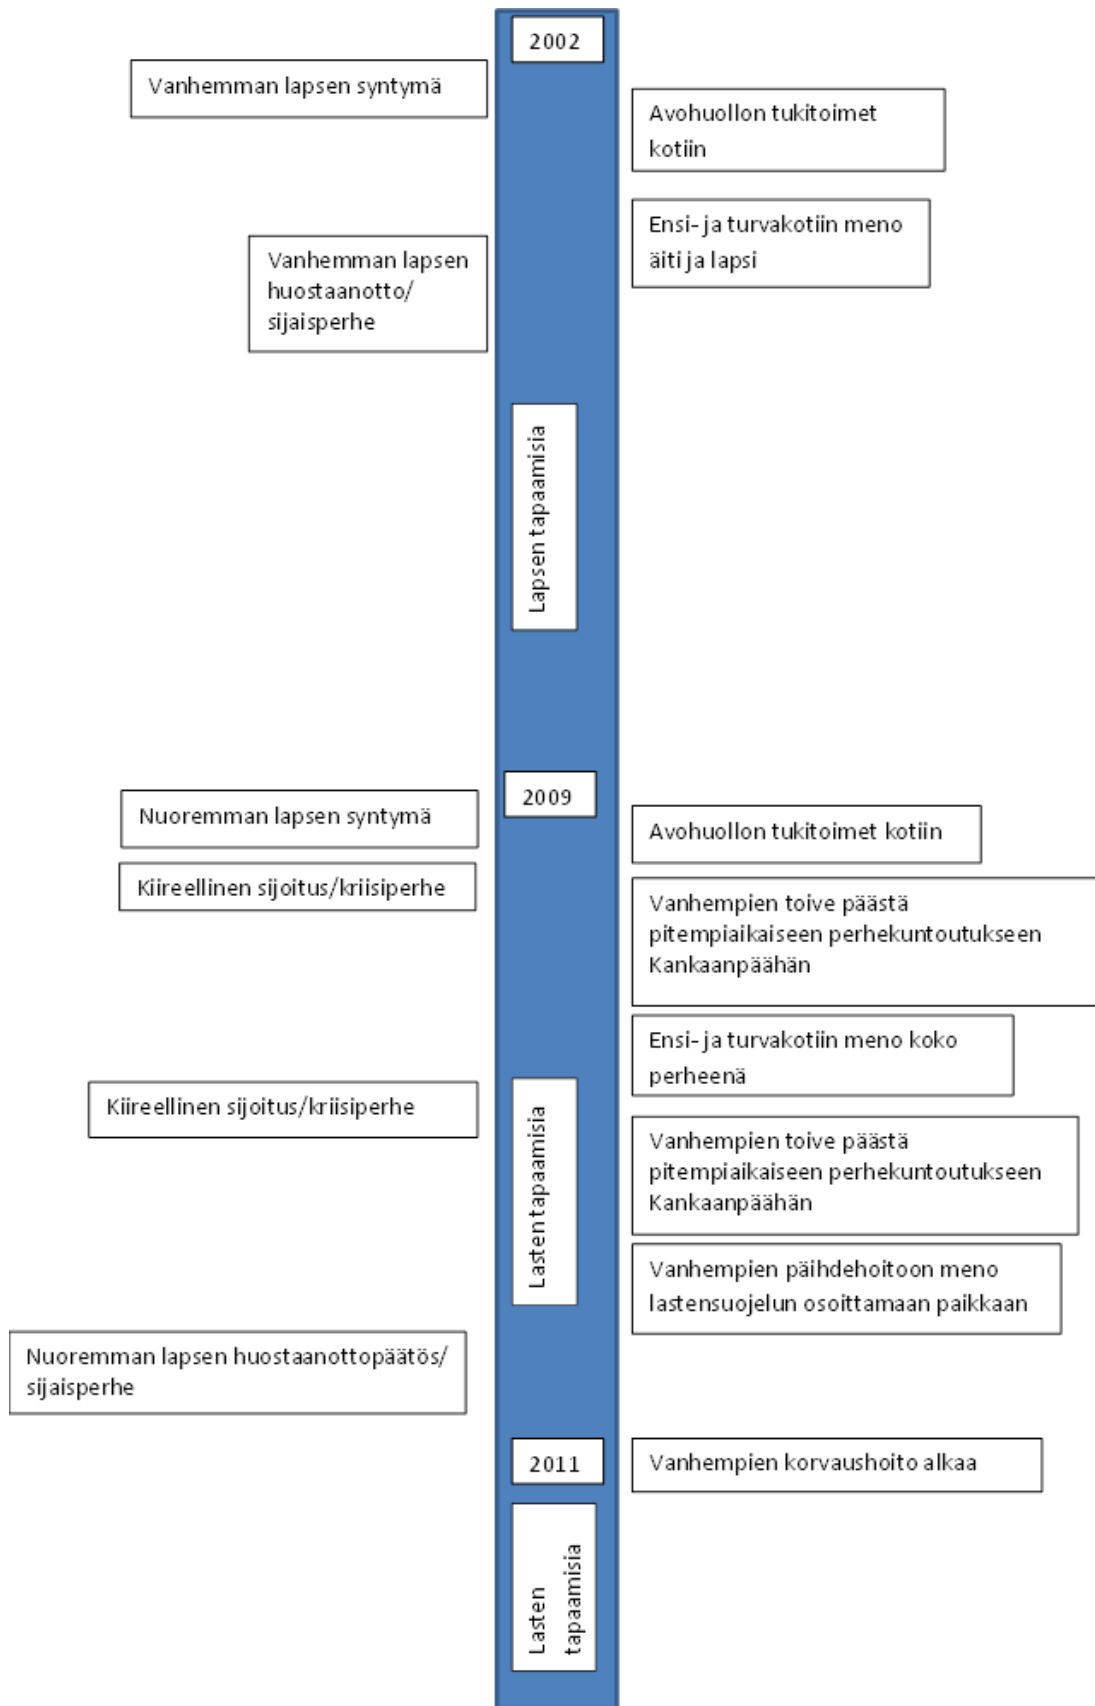 2002
Vanhemman lapsen syntymä
Avohuollon tukitoimet
kotiin
Ensi- ja turvakotiin meno
äiti ja lapsi
Vanhemman lapsen
huostaanotto/
sijaisperhe
Lapsen tapaamisia
2009
Nuoremman lapsen syntymä
Avohuollon tukitoimet kotiin
Kiireellinen sijoitus/kriisiperhe
Vanhempien toive päästä
pitempiaikaiseen perhekuntoutukseen
Kankaanpäähän
Ensi- ja turvakotiin meno koko
perheenä
Kiireellinen sijoitus/kriisiperhe
Lasten tapaamisia
Vanhempien toive päästä
pitempiaikaiseen perhekuntoutukseen
Kankaanpäähän
Vanhempien päihdehoitoon meno
lastensuojelun osoittamaan paikkaan
Nuoremman lapsen huostaanottopäätös/
sijaisperhe
2011
Vanhempien korvaushoito alkaa
Lasten
tapaamisia